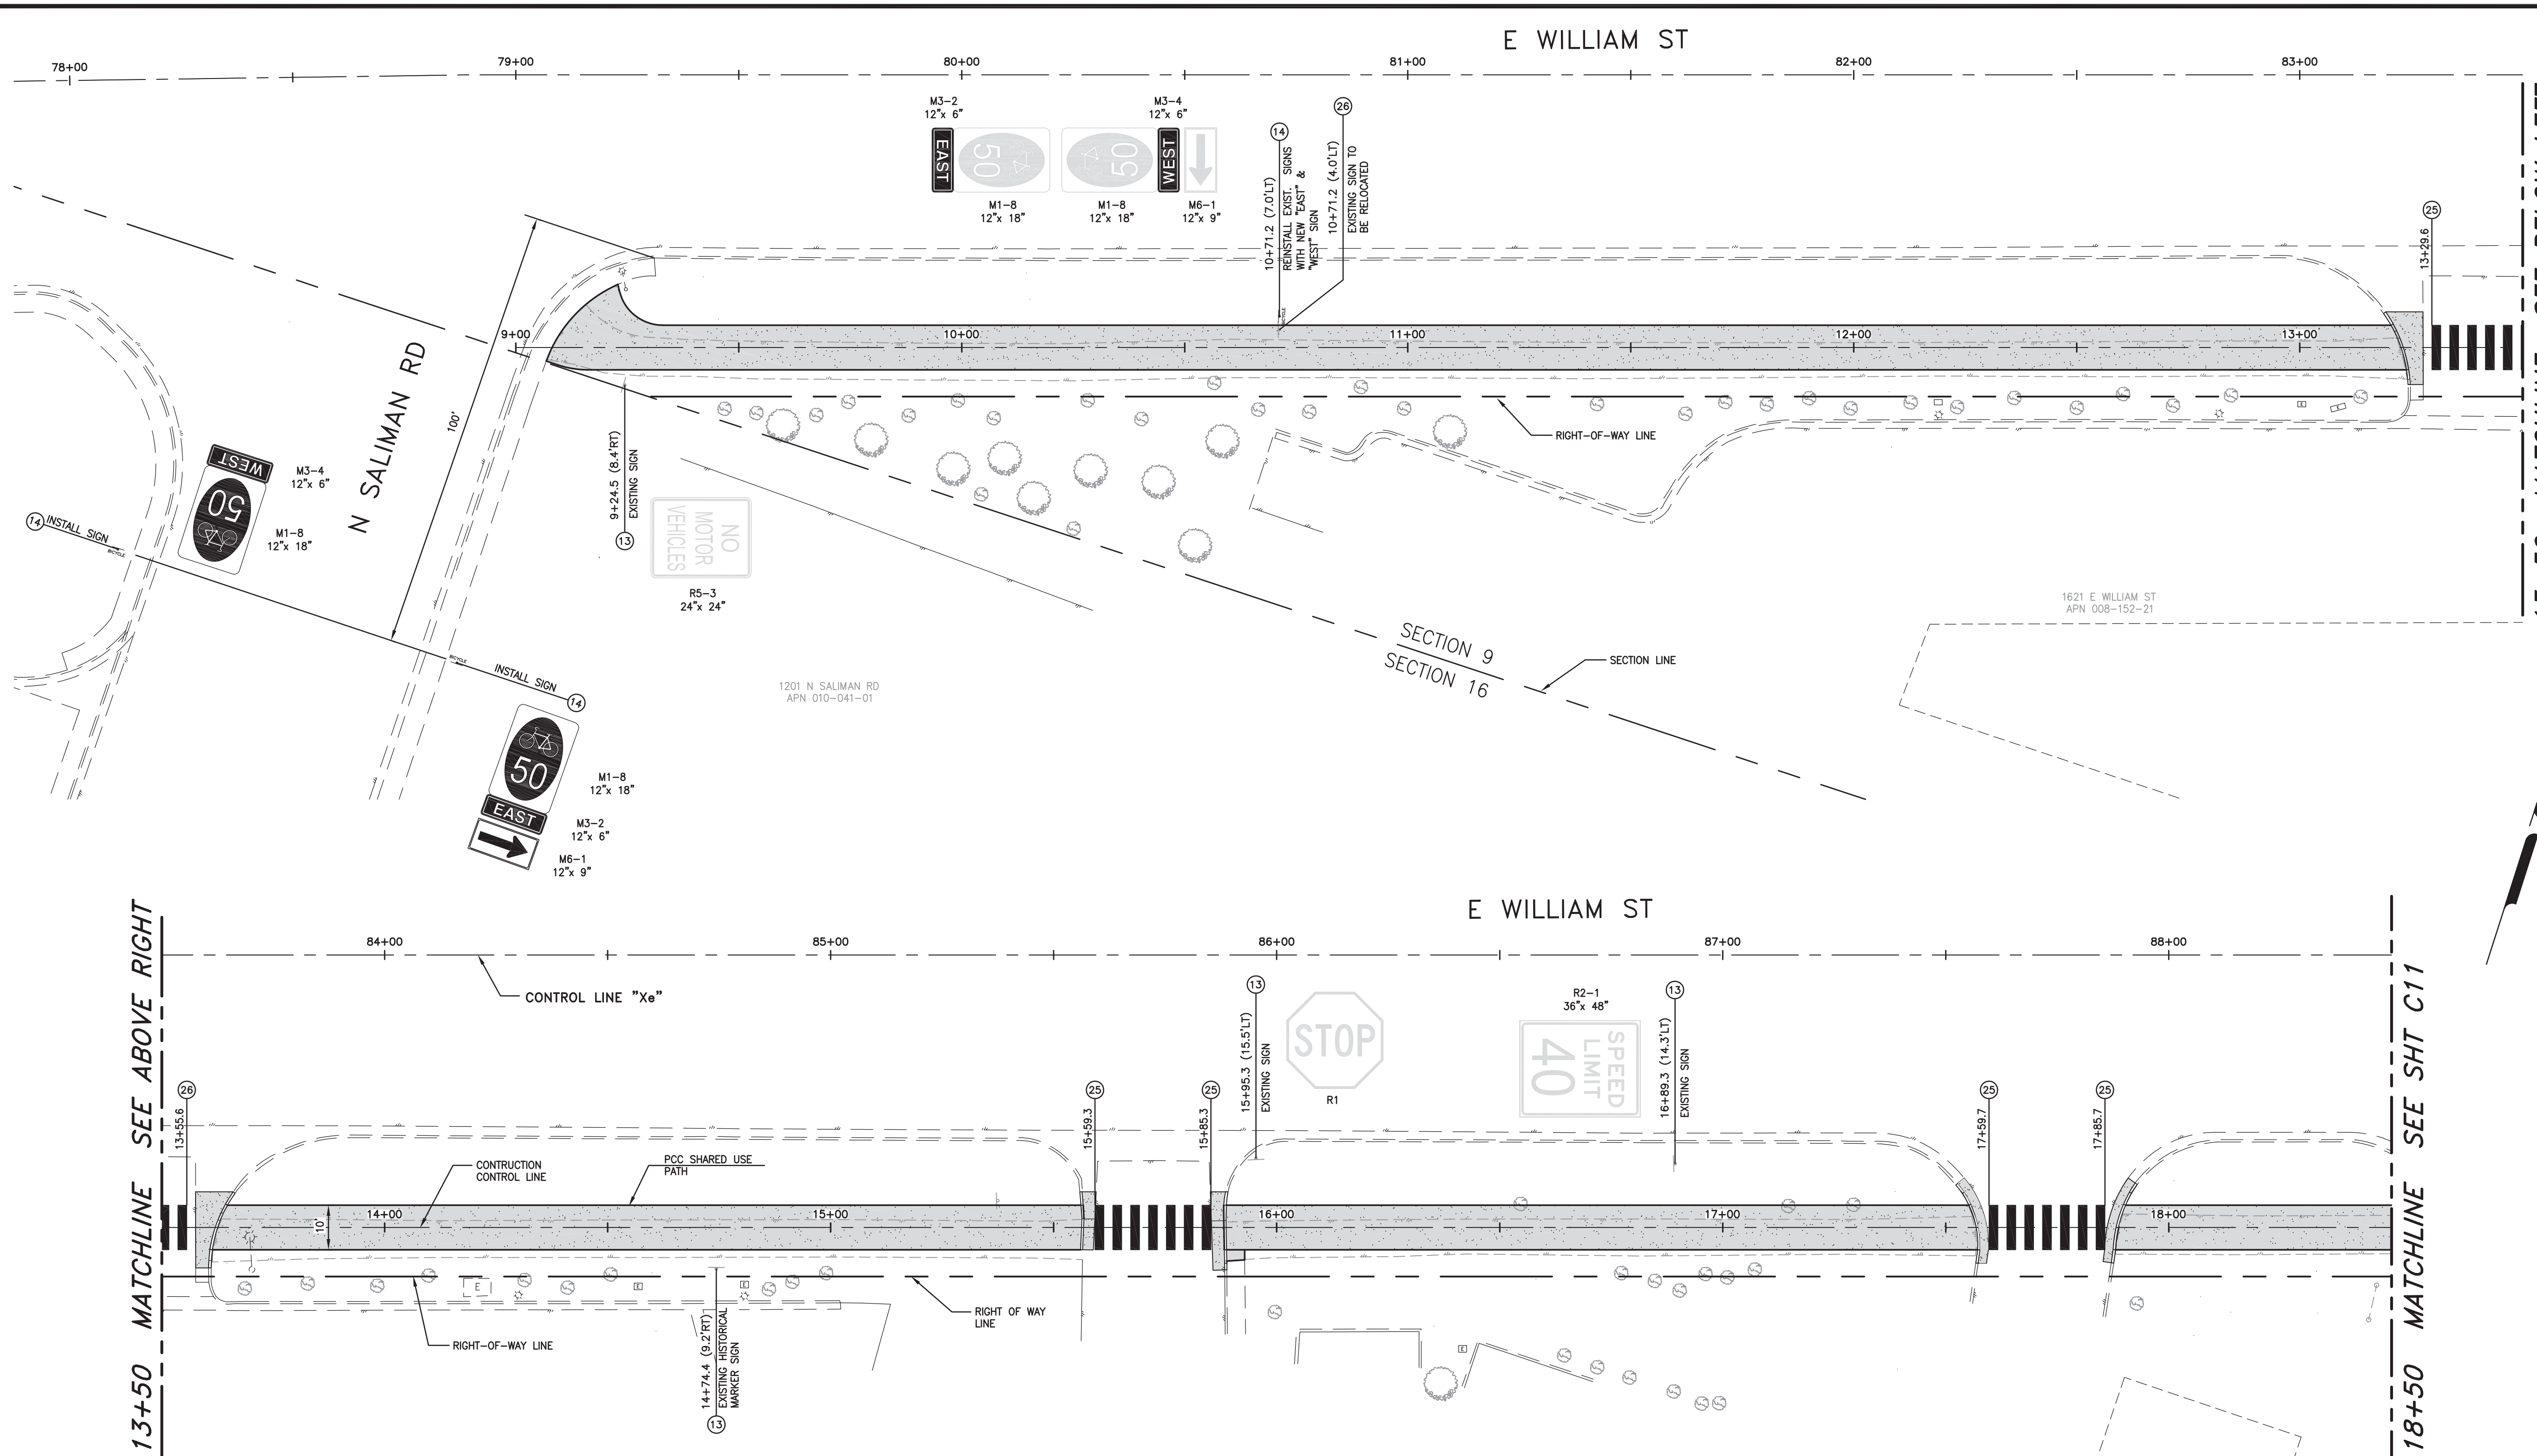 E WILLIAM ST
78+00
79+00
80+00
81+00
82+00
83+00
M3-2
12"x 6"
M3-4
12"x 6"
EAST
50
50
WEST
M1-8
12"x 18"
M1-8
12"x 18"
M6-1
12"x 9"
14
10+71.2 (7.0'LT)
REINSTALL EXIST. SIGNS
WITH NEW "EAST" &
"WEST" SIGN
26
10+71.2 (4.0'LT)
EXISTING SIGN TO
BE RELOCATED
BICYCLE
25
13+29.6
9+00
10+00
11+00
12+00
13+00
N SALIMAN RD
100'
RIGHT-OF-WAY LINE
9+24.5 (8.4'RT)
EXISTING SIGN
13
NO
MOTOR
VEHICLES
R5-3
24"x 24"
WEST
50
M3-4
12"x 6"
M1-8
12"x 18"
14
INSTALL SIGN
BICYCLE
BICYCLE
INSTALL SIGN
14
50
EAST
M1-8
12"x 18"
M3-2
12"x 6"
M6-1
12"x 9"
1201 N SALIMAN RD
APN 010-041-01
SECTION 9
SECTION 16
SECTION LINE
1621 E WILLIAM ST
APN 008-152-21
E WILLIAM ST
84+00
85+00
86+00
87+00
88+00
CONTROL LINE "Xe"
13+50 MATCHLINE SEE ABOVE RIGHT
26
13+55.6
CONTRUCTION
CONTROL LINE
PCC SHARED USE
PATH
25
15+59.3
25
15+85.3
13
15+95.3 (15.5'LT)
EXISTING SIGN
STOP
R1
R2-1
36"x 48"
SPEED
LIMIT
40
13
16+89.3 (14.3'LT)
EXISTING SIGN
25
17+59.7
25
17+85.7
10'
14+00
15+00
16+00
17+00
18+00
E
E
E
E
RIGHT-OF-WAY LINE
14+74.4 (9.2'RT)
EXISTING HISTORICAL
MARKER SIGN
13
RIGHT OF WAY
LINE
18+50 MATCHLINE SEE SHT C11